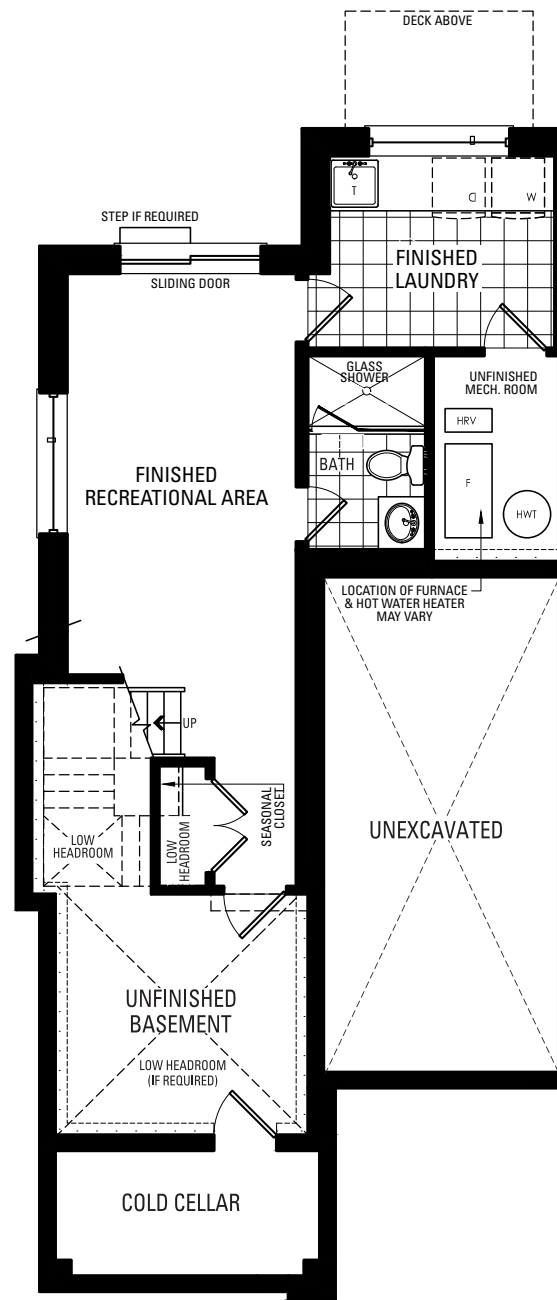 DECK ABOVE
T
D
W
STEP IF REQUIRED
SLIDING DOOR
FINISHED
LAUNDRY
GLASS
SHOWER
UNFINISHED
MECH. ROOM
HRV
BATH
F
HWT
FINISHED
RECREATIONAL AREA
LOCATION OF FURNACE
& HOT WATER HEATER
MAY VARY
UP
LOW
HEADROOM
LOW
HEADROOM
SEASONAL
CLOSET
UNEXCAVATED
UNFINISHED
BASEMENT
LOW HEADROOM
(IF REQUIRED)
COLD CELLAR